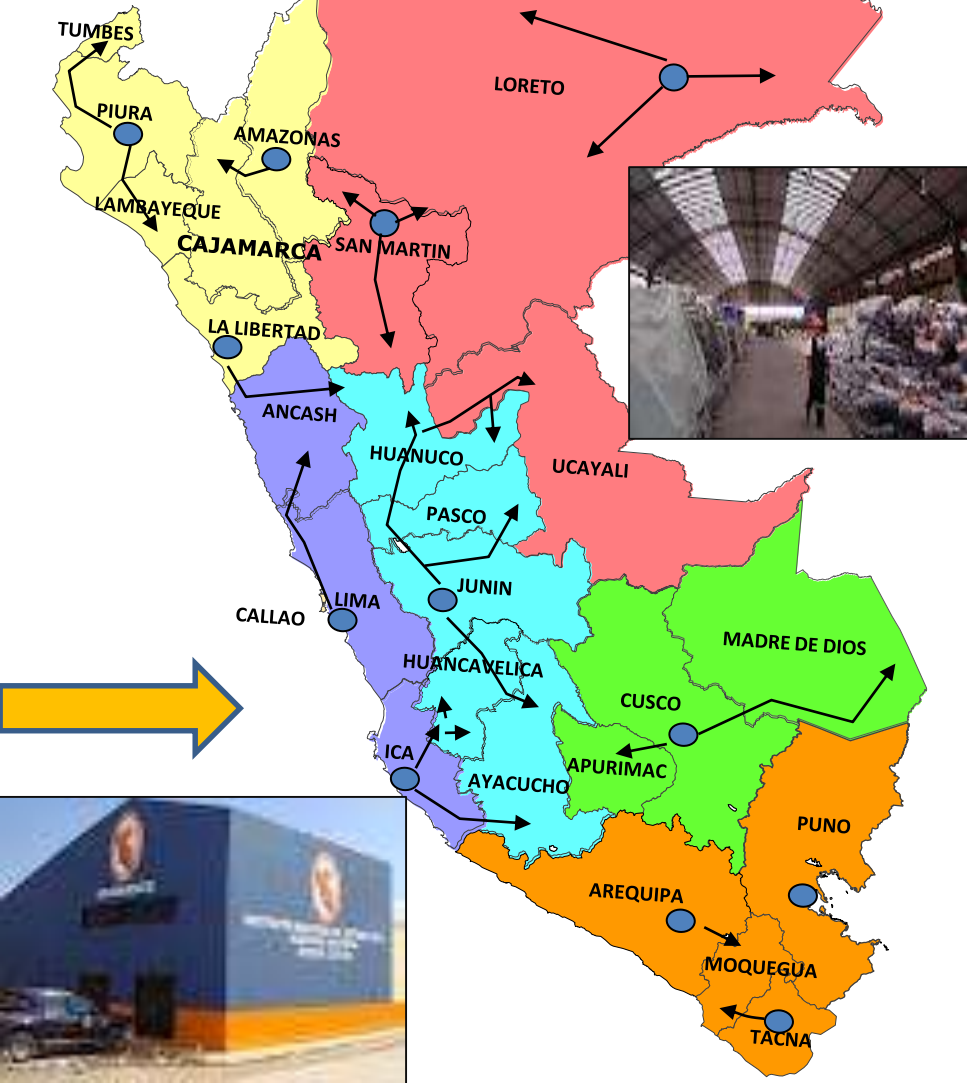 TUMBES
LORETO
PIURA
AMAZONAS
LAMBAYEQUE
CAJAMARCA
SAN MARTIN
LA LIBERTAD
ANCASH
HUANUCO
UCAYALI
PASCO
JUNIN
LIMA
CALLAO
MADRE DE DIOS
HUANCAVELICA
CUSCO
ICA
APURIMAC
AYACUCHO
PUNO
AREQUIPA
MOQUEGUA
TACNA